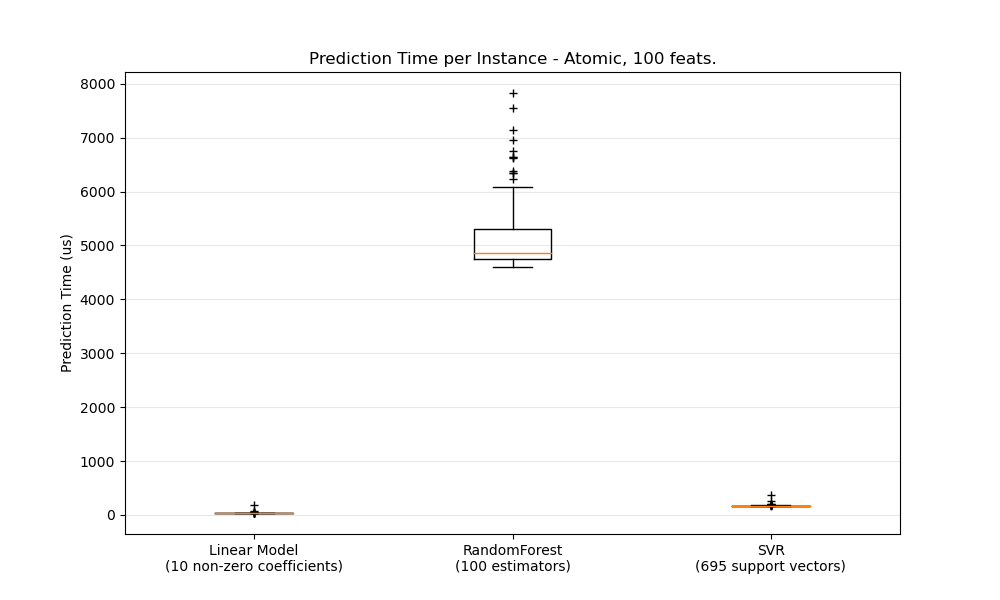 Prediction Time per Instance - Atomic, 100 feats.
Prediction Time (us)
8000
7000
6000
5000
4000
3000
2000
1000
0
Linear Model
(10 non-zero coefficients)
RandomForest
(100 estimators)
SVR
(695 support vectors)